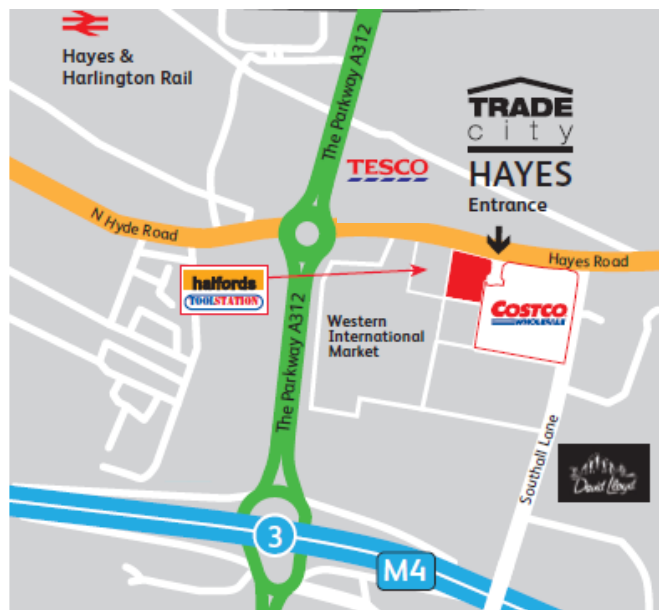 Hayes &
Harlington Rail
The Parkway A312
TRADE
city
HAYES
Entrance
TESCO
N Hyde Road
Hayes Road
halfords
TOOLSTATION
COSTCO
WHOLESALE
The Parkway A312
Western
International
Market
Southall Lane
David Lloyd
3
M4